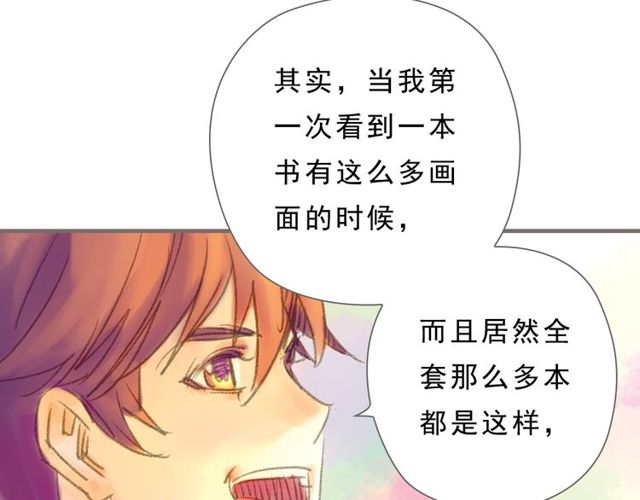 其实，当我第
一次看到一本
书有这么多画
面的时候，
而且居然全
套那么多本
都是这样，